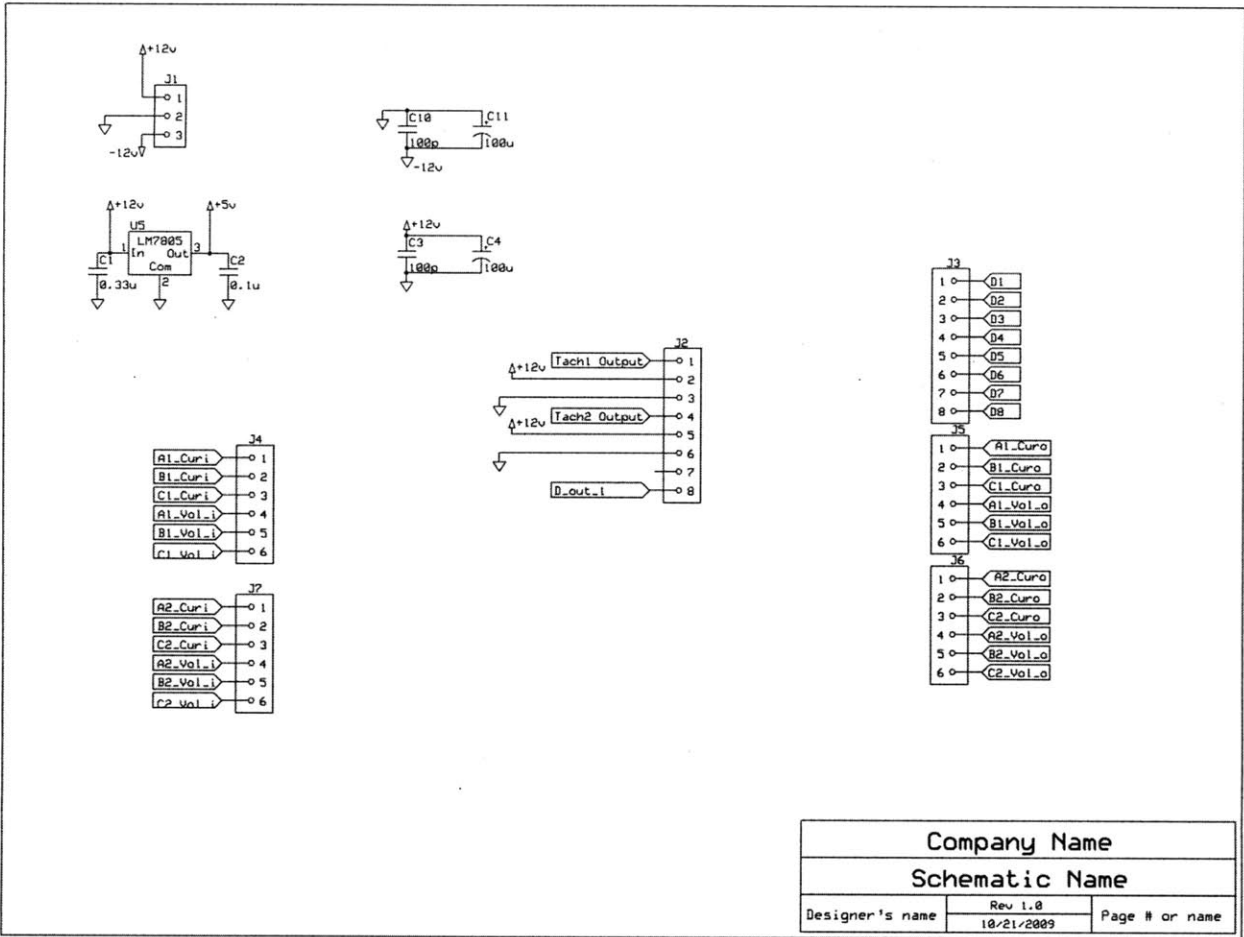 +12v
J1
1
2
3
-12v
C10
100p
C11
100u
-12v
+12v
+5v
U5
LM7805
1 In Out 3
Com
2
C1
0.33u
C2
0.1u
+12v
C3
100p
C4
100u
J2
Tach1 Output 1
+12v 2
3
Tach2 Output 4
+12v 5
6
7
D_out_1 8
J3
1 D1
2 D2
3 D3
4 D4
5 D5
6 D6
7 D7
8 D8
J4
A1_Curi 1
B1_Curi 2
C1_Curi 3
A1_Vol_i 4
B1_Vol_i 5
C1_Vol_i 6
J5
1 A1_Curo
2 B1_Curo
3 C1_Curo
4 A1_Vol_o
5 B1_Vol_o
6 C1_Vol_o
J7
A2_Curi 1
B2_Curi 2
C2_Curi 3
A2_Vol_i 4
B2_Vol_i 5
C2_Vol_i 6
J6
1 A2_Curo
2 B2_Curo
3 C2_Curo
4 A2_Vol_o
5 B2_Vol_o
6 C2_Vol_o
Company Name
Schematic Name
Designer's name
Rev 1.0
10/21/2009
Page # or name